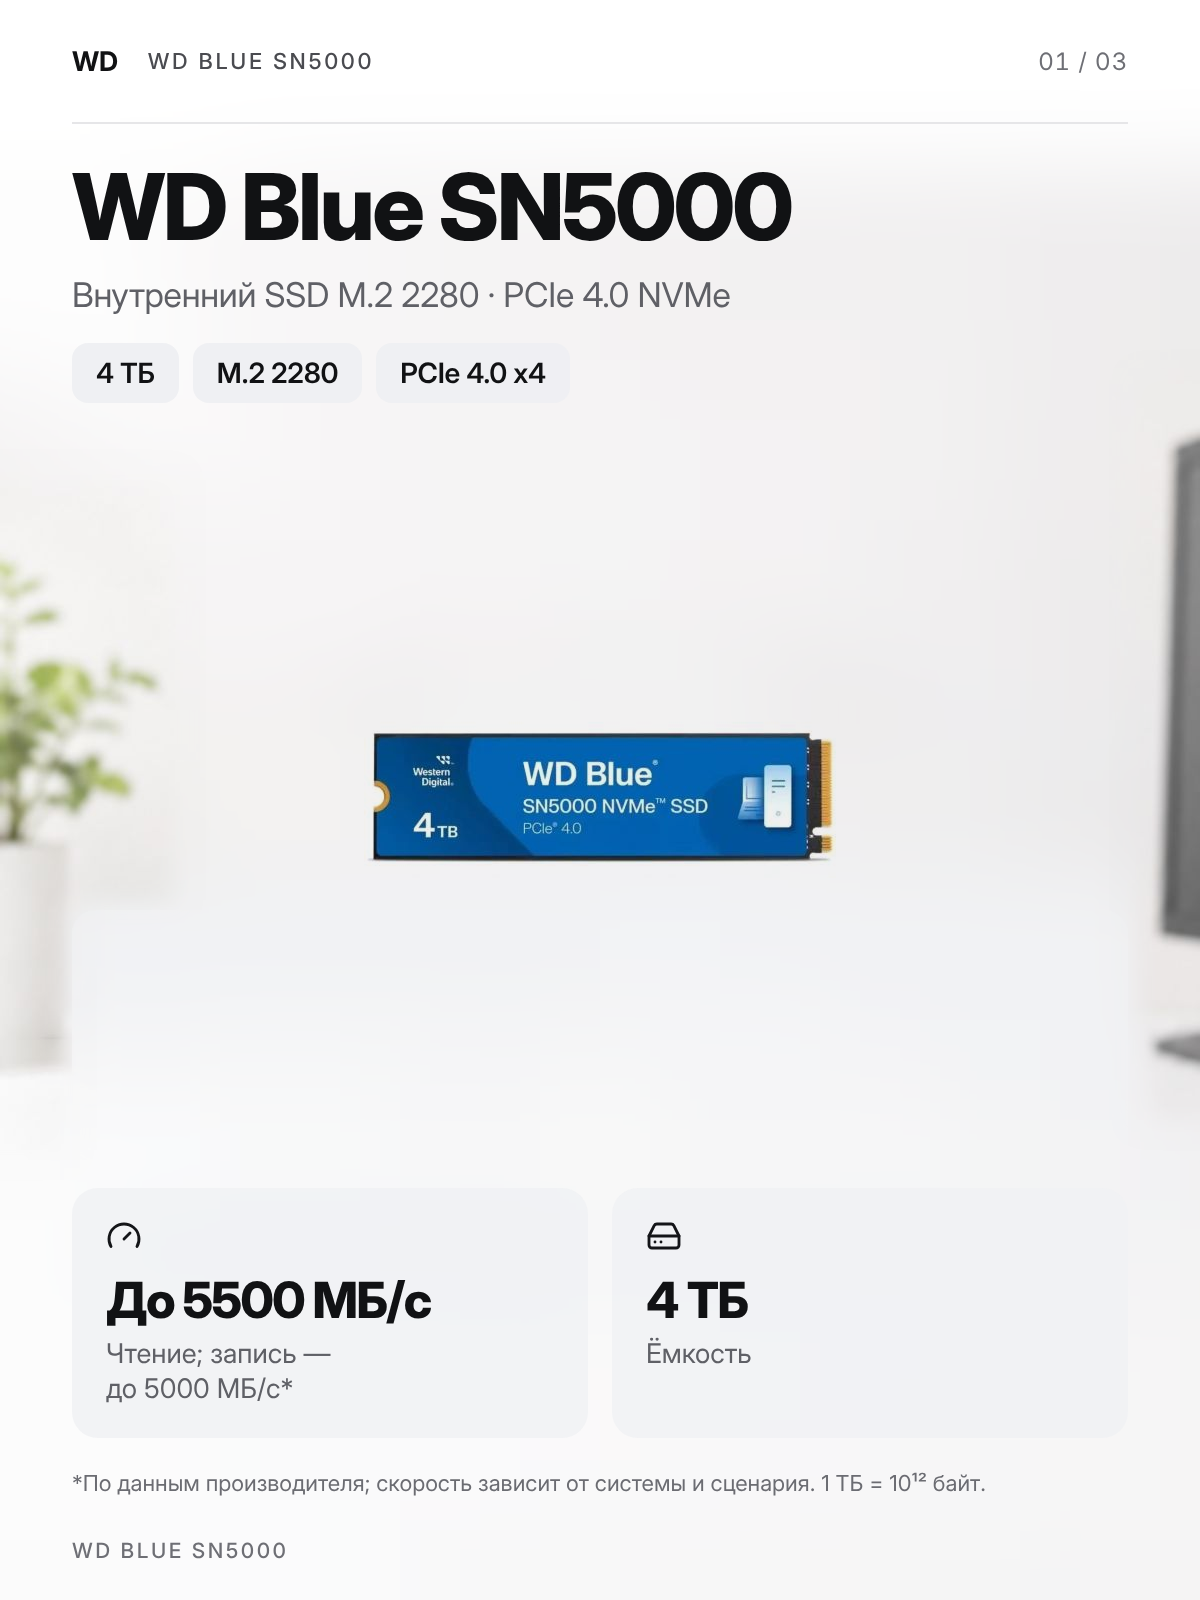 WD WD BLUE SN5000 01 / 03
WD Blue SN5000
Внутренний SSD M.2 2280 · PCIe 4.0 NVMe
4 ТБ M.2 2280 PCIe 4.0 x4
Western
Digital.
4 TB
WD Blue®
SN5000 NVMe™ SSD
PCIe® 4.0
До 5500 МБ/с
Чтение; запись —
до 5000 МБ/с*
4 ТБ
Ёмкость
*По данным производителя; скорость зависит от системы и сценария. 1 ТБ = 10¹² байт.
WD BLUE SN5000